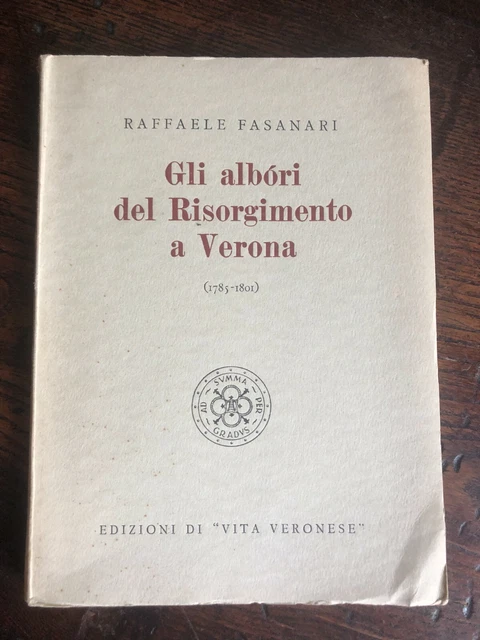 RAFFAELE FASANARI
Gli albóri
del Risorgimento
a Verona
(1785-1801)
AD SVMMA PER GRADVS
EDIZIONI DI "VITA VERONESE"